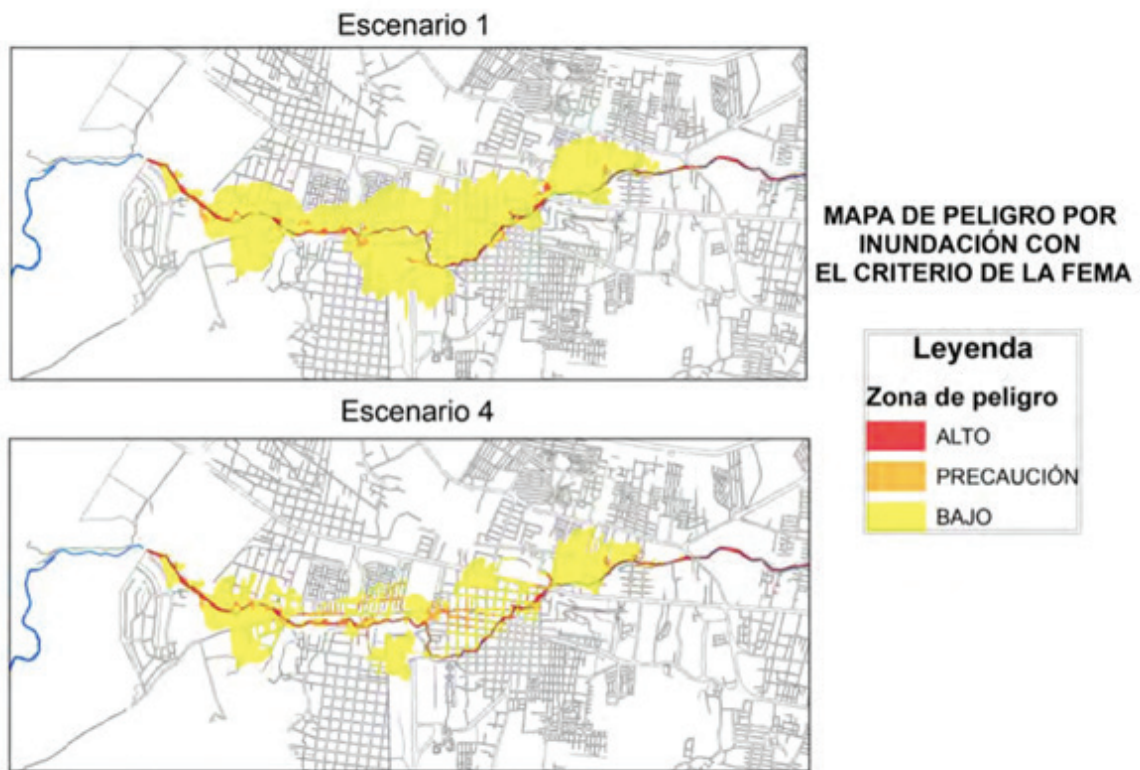 Escenario 1
MAPA DE PELIGRO POR
INUNDACIÓN CON
EL CRITERIO DE LA FEMA
Leyenda
Zona de peligro
ALTO
PRECAUCIÓN
BAJO
Escenario 4